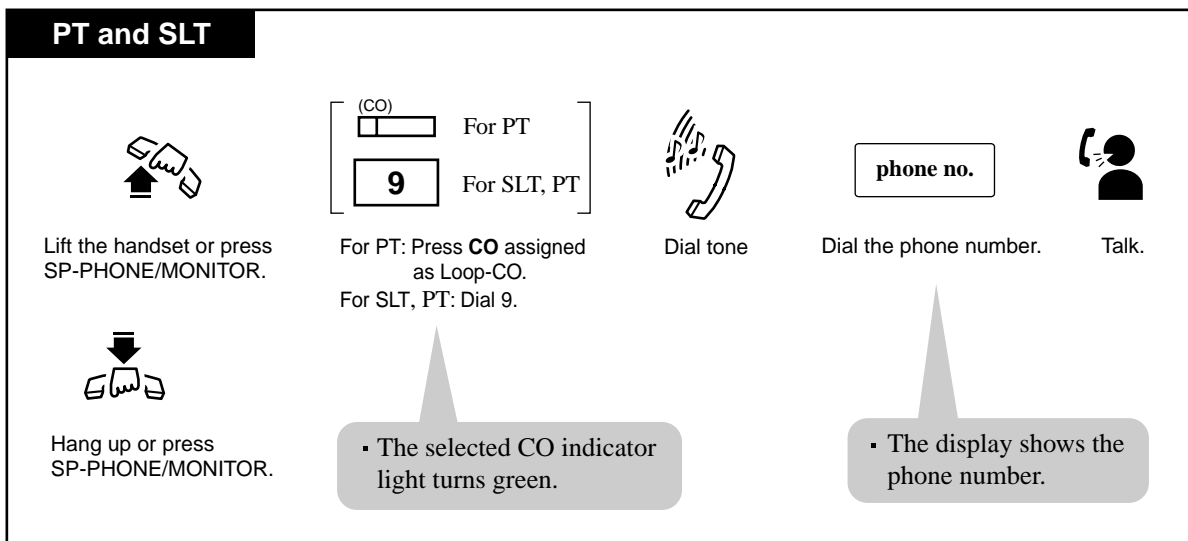 PT and SLT
(CO)
For PT
9
For SLT, PT
phone no.
Lift the handset or press
SP-PHONE/MONITOR.
For PT: Press CO assigned
as Loop-CO.
For SLT, PT: Dial 9.
Dial tone
Dial the phone number.
Talk.
Hang up or press
SP-PHONE/MONITOR.
▪ The selected CO indicator
light turns green.
▪ The display shows the
phone number.